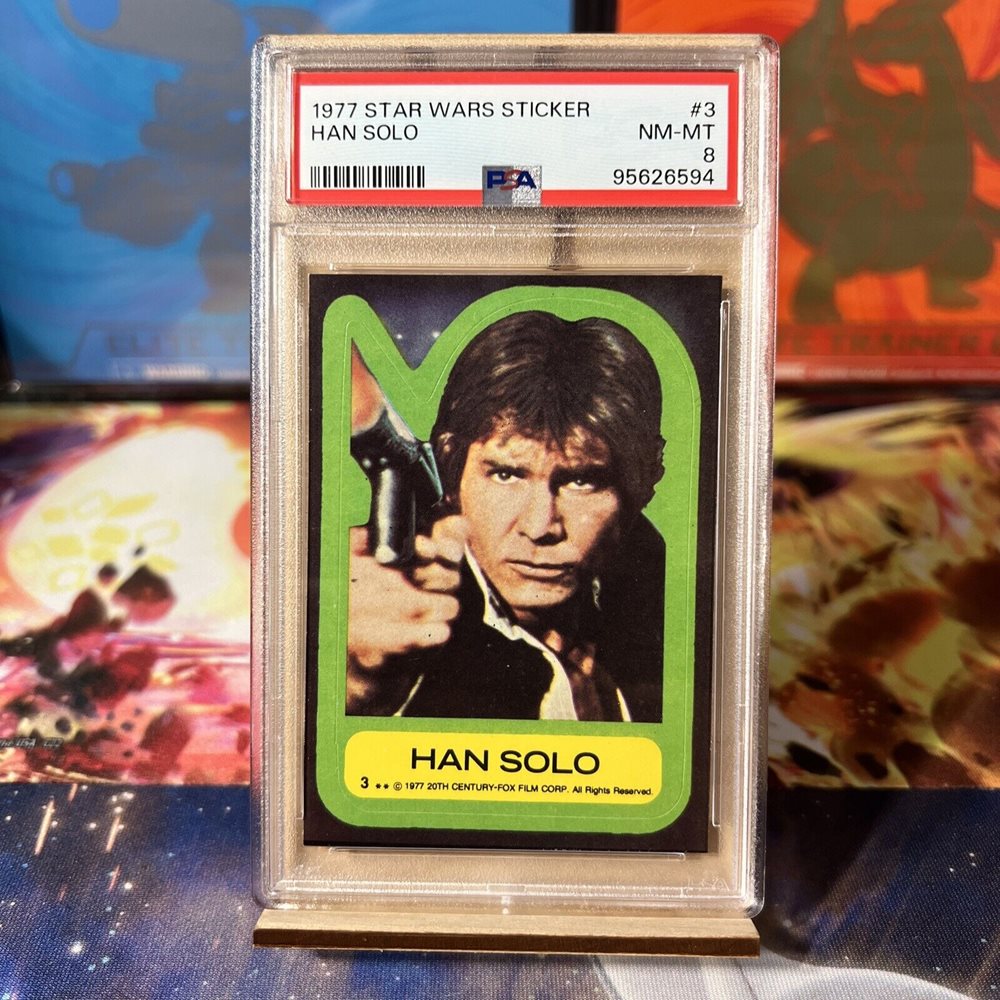 1977 STAR WARS STICKER #3
HAN SOLO NM-MT
8
PSA 95626594
TRAINER
HAN SOLO
3 ** © 1977 20TH CENTURY-FOX FILM CORP. All Rights Reserved.